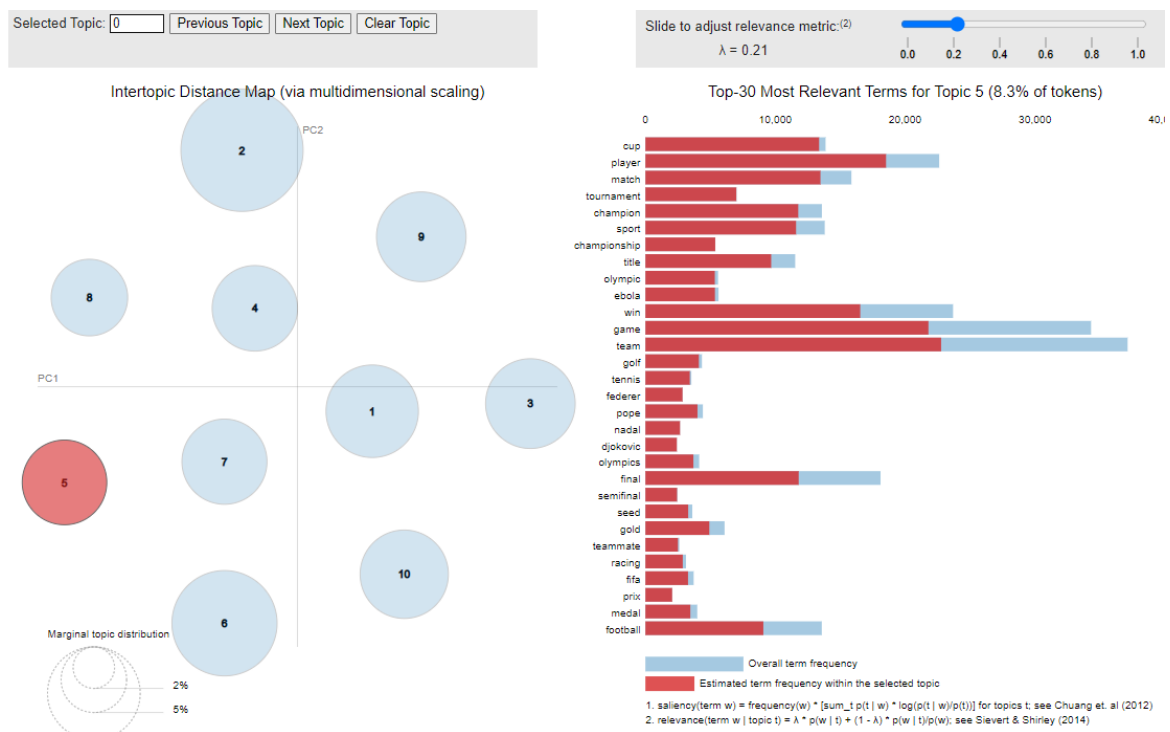 Selected Topic: 0 Previous Topic Next Topic Clear Topic
Slide to adjust relevance metric:(2)
λ = 0.21
0.0 0.2 0.4 0.6 0.8 1.0
Intertopic Distance Map (via multidimensional scaling)
PC2
PC1
2
9
8
4
1
3
5
7
10
6
Marginal topic distribution
2%
5%
Top-30 Most Relevant Terms for Topic 5 (8.3% of tokens)
0 10,000 20,000 30,000 40,0
cup
player
match
tournament
champion
sport
championship
title
olympic
ebola
win
game
team
golf
tennis
federer
pope
nadal
djokovic
olympics
final
semifinal
seed
gold
teammate
racing
fifa
prix
medal
football
Overall term frequency
Estimated term frequency within the selected topic
1. saliency(term w) = frequency(w) * [sum_t p(t | w) * log(p(t | w)/p(t))] for topics t; see Chuang et. al (2012)
2. relevance(term w | topic t) = λ * p(w | t) + (1 - λ) * p(w | t)/p(w); see Sievert & Shirley (2014)